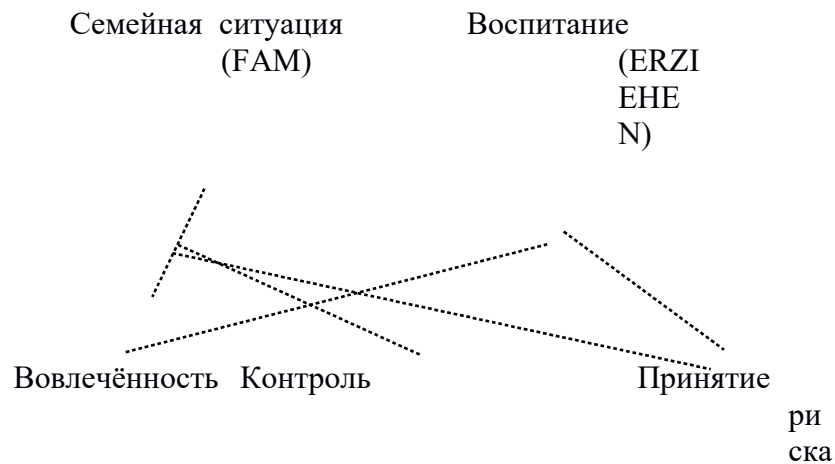 Семейная ситуация
(FAM)
Воспитание
(ERZI
EHE
N)
Вовлечённость Контроль
Принятие
ри
ска